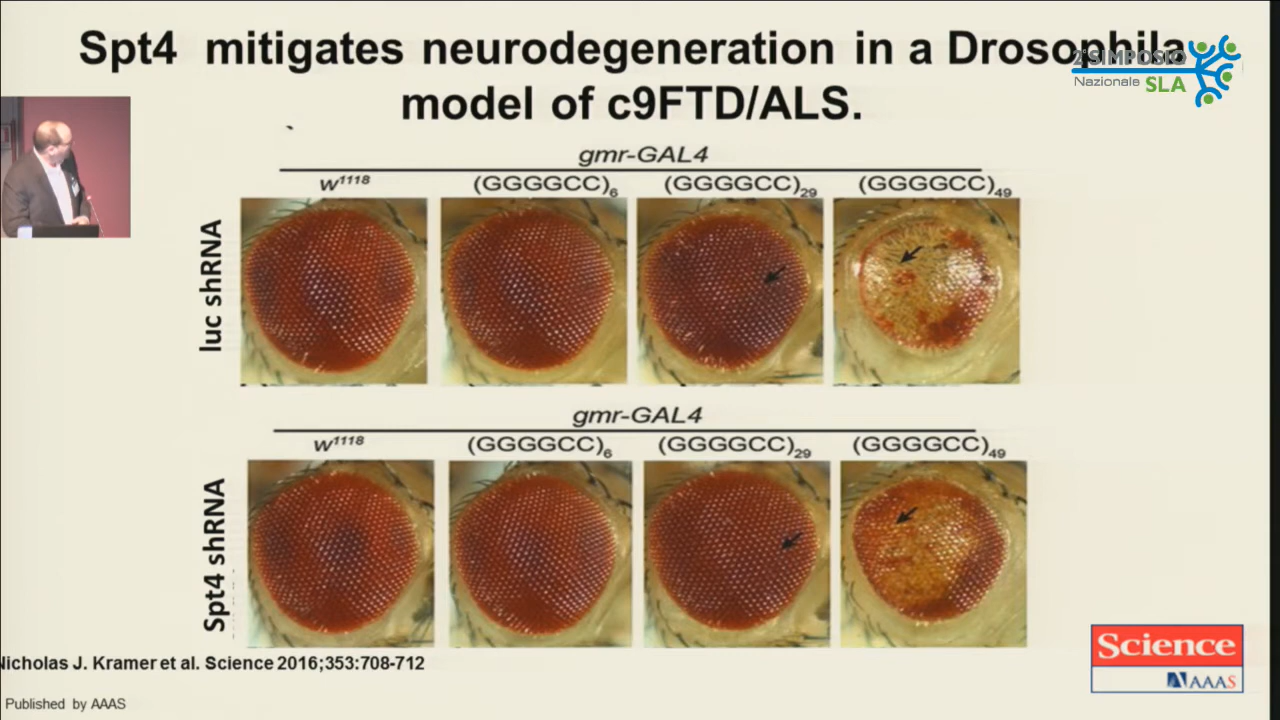 Spt4 mitigates neurodegeneration in a Drosophila
model of c9FTD/ALS.
2° SIMPOSIO
Nazionale SLA
gmr-GAL4
w1118 (GGGGCC)6 (GGGGCC)29 (GGGGCC)49
luc shRNA
gmr-GAL4
w1118 (GGGGCC)6 (GGGGCC)29 (GGGGCC)49
Spt4 shRNA
Nicholas J. Kramer et al. Science 2016;353:708-712
Published by AAAS
Science
AAAS